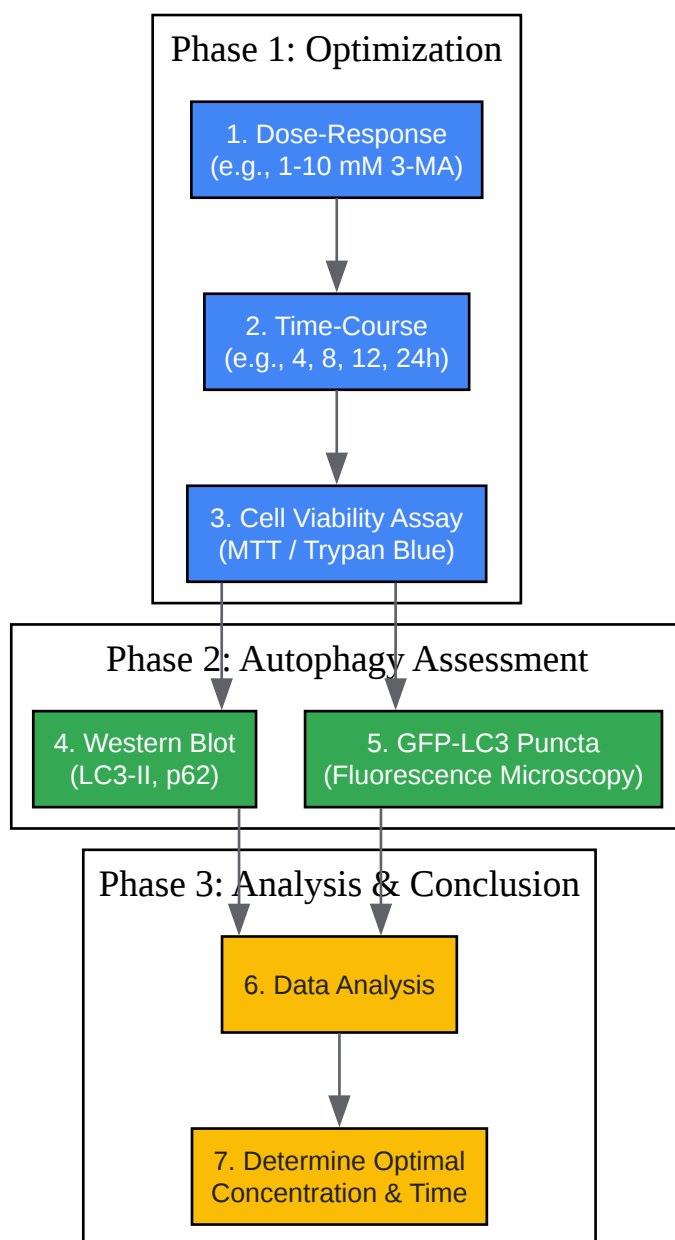 Phase 1: Optimization
1. Dose-Response
(e.g., 1-10 mM 3-MA)
2. Time-Course
(e.g., 4, 8, 12, 24h)
3. Cell Viability Assay
(MTT / Trypan Blue)
Phase 2: Autophagy Assessment
4. Western Blot
(LC3-II, p62)
5. GFP-LC3 Puncta
(Fluorescence Microscopy)
Phase 3: Analysis & Conclusion
6. Data Analysis
7. Determine Optimal
Concentration & Time